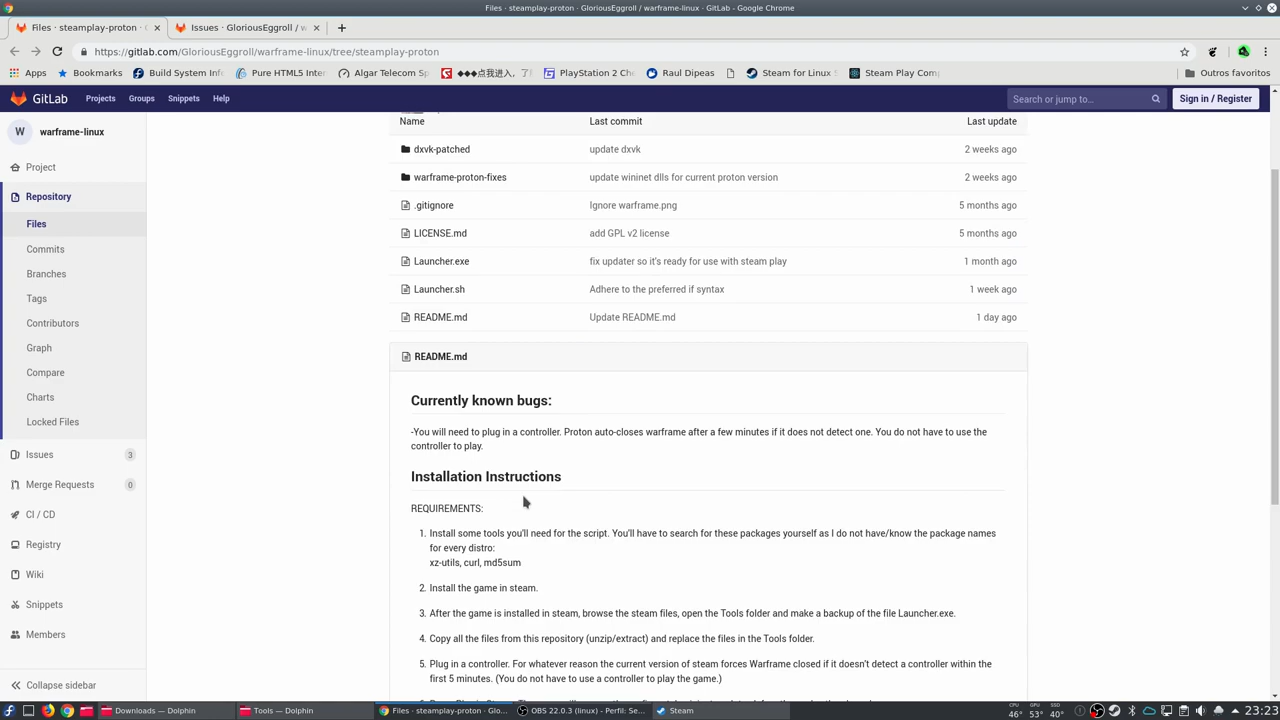 Files · steamplay-proton · GloriousEggroll / warframe-linux · GitLab - Google Chrome
Files · steamplay-proton · G
Issues · GloriousEggroll / w
https://gitlab.com/GloriousEggroll/warframe-linux/tree/steamplay-proton
Apps
Bookmarks
Build System Inf
Pure HTML5 Inte
Algar Telecom Sp
◆◆◆点我进入,
PlayStation 2 Ch
Raul Dipeas
Steam for Linux
Steam Play Com
Outros favoritos
GitLab
Projects
Groups
Snippets
Help
Search or jump to...
Sign in / Register
W
warframe-linux
Project
Repository
Files
Commits
Branches
Tags
Contributors
Graph
Compare
Charts
Locked Files
Issues 3
Merge Requests 0
CI / CD
Registry
Wiki
Snippets
Members
Collapse sidebar
Name Last commit Last update
dxvk-patched update dxvk 2 weeks ago
warframe-proton-fixes update wininet dlls for current proton version 2 weeks ago
.gitignore Ignore warframe.png 5 months ago
LICENSE.md add GPL v2 license 5 months ago
Launcher.exe fix updater so it's ready for use with steam play 1 month ago
Launcher.sh Adhere to the preferred if syntax 1 week ago
README.md Update README.md 1 day ago
README.md
Currently known bugs:
-You will need to plug in a controller. Proton auto-closes warframe after a few minutes if it does not detect one. You do not have to use the
controller to play.
Installation Instructions
REQUIREMENTS:
1. Install some tools you'll need for the script. You'll have to search for these packages yourself as I do not have/know the package names
for every distro:
xz-utils, curl, md5sum
2. Install the game in steam.
3. After the game is installed in steam, browse the steam files, open the Tools folder and make a backup of the file Launcher.exe.
4. Copy all the files from this repository (unzip/extract) and replace the files in the Tools folder.
5. Plug in a controller. For whatever reason the current version of steam forces Warframe closed if it doesn't detect a controller within the
first 5 minutes. (You do not have to use a controller to play the game.)
Downloads — Dolphin
Tools — Dolphin
Files · steamplay-proton · Glo...
OBS 22.0.3 (linux) - Perfil: Se...
Steam
CPU GPU SSD
46° 53° 40°
23:23